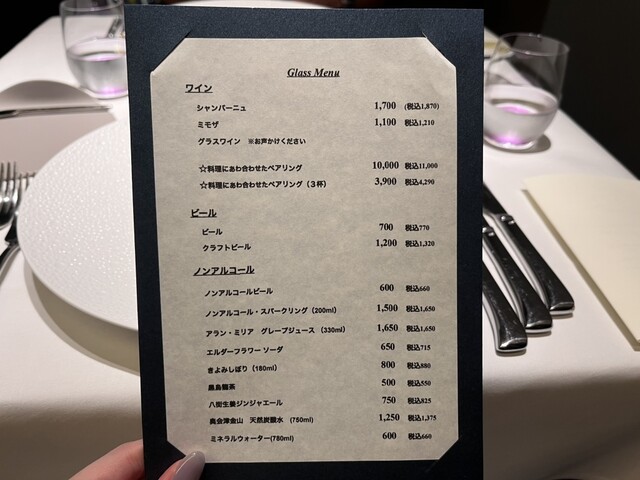 Glass Menu
ワイン
シャンパーニュ 1,700 (税込1,870)
ミモザ 1,100 税込1,210
グラスワイン ※お声かけください
☆料理にあわ合わせたペアリング 10,000 税込11,000
☆料理にあわ合わせたペアリング（3杯） 3,900 税込4,290
ビール
ビール 700 税込770
クラフトビール 1,200 税込1,320
ノンアルコール
ノンアルコールビール 600 税込660
ノンアルコール・スパークリング（200ml） 1,500 税込1,650
アラン・ミリア グレープジュース （330ml） 1,650 税込1,650
エルダーフラワーソーダ 650 税込715
きよみしぼり（180ml） 800 税込880
500 税込550
八街生姜ジンジャエール 750 税込825
奥会津金山 天然炭酸水 （750ml） 1,250 税込1,375
ミネラルウォーター(780ml) 600 税込660